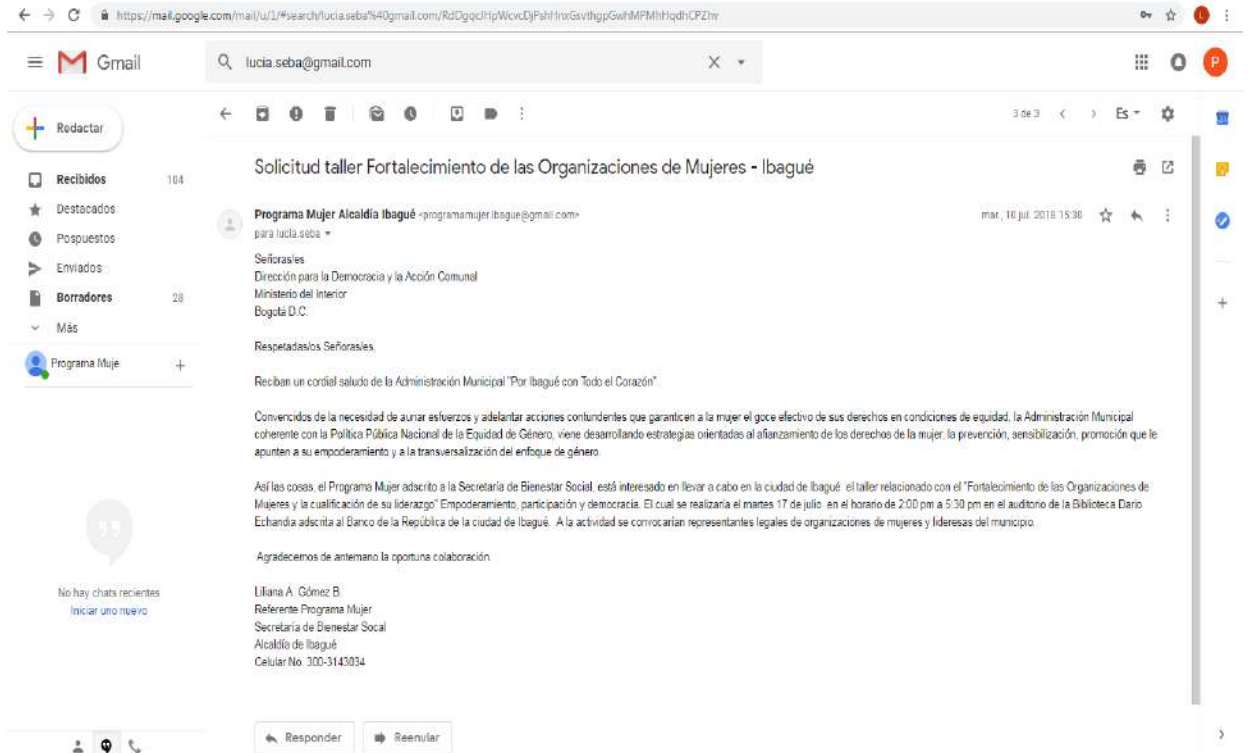 https://mail.google.com/mail/u/1/#search/lucia.seba%40gmail.com/
Gmail
lucia.seba@gmail.com
P
Redactar
3 de 3
Es
Recibidos 104
Destacados
Pospuestos
Enviados
Borradores 28
Más
Programa Muje
Solicitud taller Fortalecimiento de las Organizaciones de Mujeres - Ibagué
Programa Mujer Alcaldía Ibagué <programamujer.ibague@gmail.com>
mar., 10 jul. 2018 15:30
para lucia.seba
Señoras/es
Dirección para la Democracia y la Acción Comunal
Ministerio del Interior
Bogotá D.C.
Respetadas/os Señoras/es,
Reciban un cordial saludo de la Administración Municipal "Por Ibagué con Todo el Corazón".
Convencidos de la necesidad de aunar esfuerzos y adelantar acciones contundentes que garanticen a la mujer el goce efectivo de sus derechos en condiciones de equidad, la Administración Municipal
coherente con la Política Pública Nacional de la Equidad de Género, viene desarrollando estrategias orientadas al afianzamiento de los derechos de la mujer, la prevención, sensibilización, promoción que le
apunten a su empoderamiento y a la transversalización del enfoque de género.
Así las cosas, el Programa Mujer adscrito a la Secretaría de Bienestar Social, está interesado en llevar a cabo en la ciudad de Ibagué el taller relacionado con el "Fortalecimiento de las Organizaciones de
Mujeres y la cualificación de su liderazgo" Empoderamiento, participación y democracia. El cual se realizaría el martes 17 de julio en el horario de 2:00 pm a 5:30 pm en el auditorio de la Biblioteca Darío
Echandia adscrita al Banco de la República de la ciudad de Ibagué. A la actividad se convocarían representantes legales de organizaciones de mujeres y lideresas del municipio.
Agradecemos de antemano la oportuna colaboración.
Liliana A. Gómez B.
Referente Programa Mujer
Secretaría de Bienestar Socal
Alcaldía de Ibagué
Celular No. 300-3143034
No hay chats recientes
Iniciar uno nuevo
Responder
Reenviar